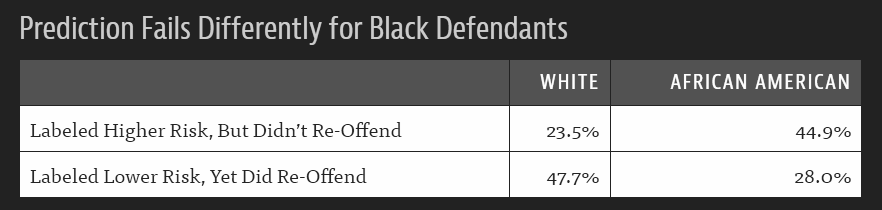 Prediction Fails Differently for Black Defendants
WHITE AFRICAN AMERICAN
Labeled Higher Risk, But Didn’t Re-Offend 23.5% 44.9%
Labeled Lower Risk, Yet Did Re-Offend 47.7% 28.0%